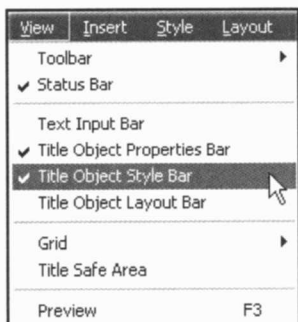 View Insert Style Layout
Toolbar
Status Bar
Text Input Bar
Title Object Properties Bar
Title Object Style Bar
Title Object Layout Bar
Grid
Title Safe Area
Preview F3